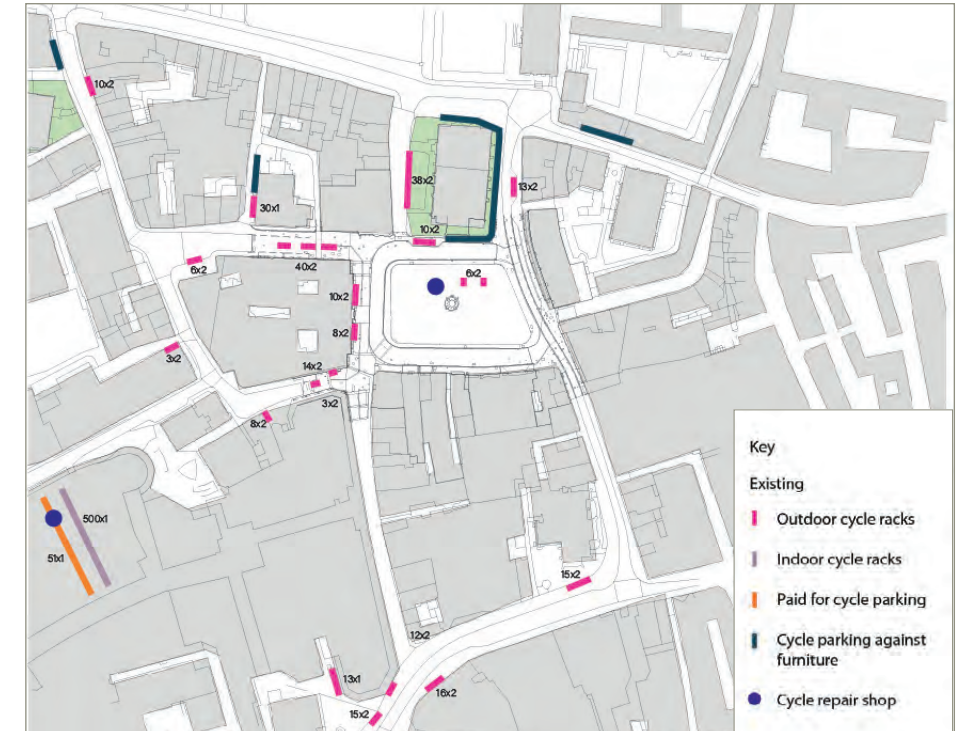 10x2
38x2
13x2
30x1
10x2
40x2
6x2
6x2
10x2
8x2
3x2
14x2
3x2
8x2
500x1
51x1
15x2
12x2
13x1
16x2
15x2
Key
Existing
Outdoor cycle racks
Indoor cycle racks
Paid for cycle parking
Cycle parking against
furniture
Cycle repair shop